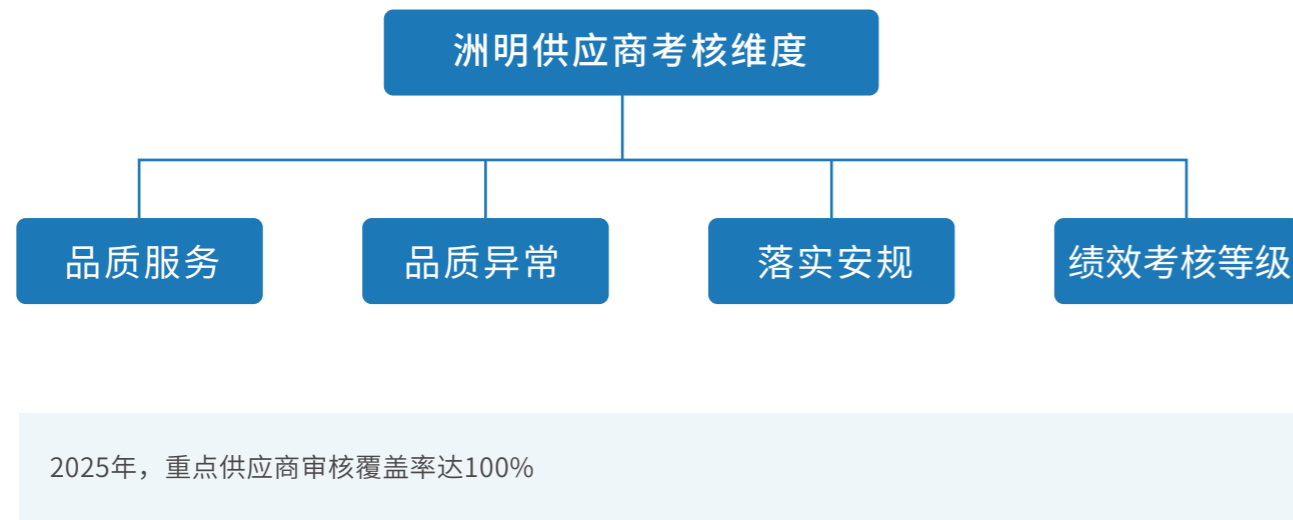 洲明供应商考核维度
品质服务
品质异常
落实安规
绩效考核等级
2025年，重点供应商审核覆盖率达100%